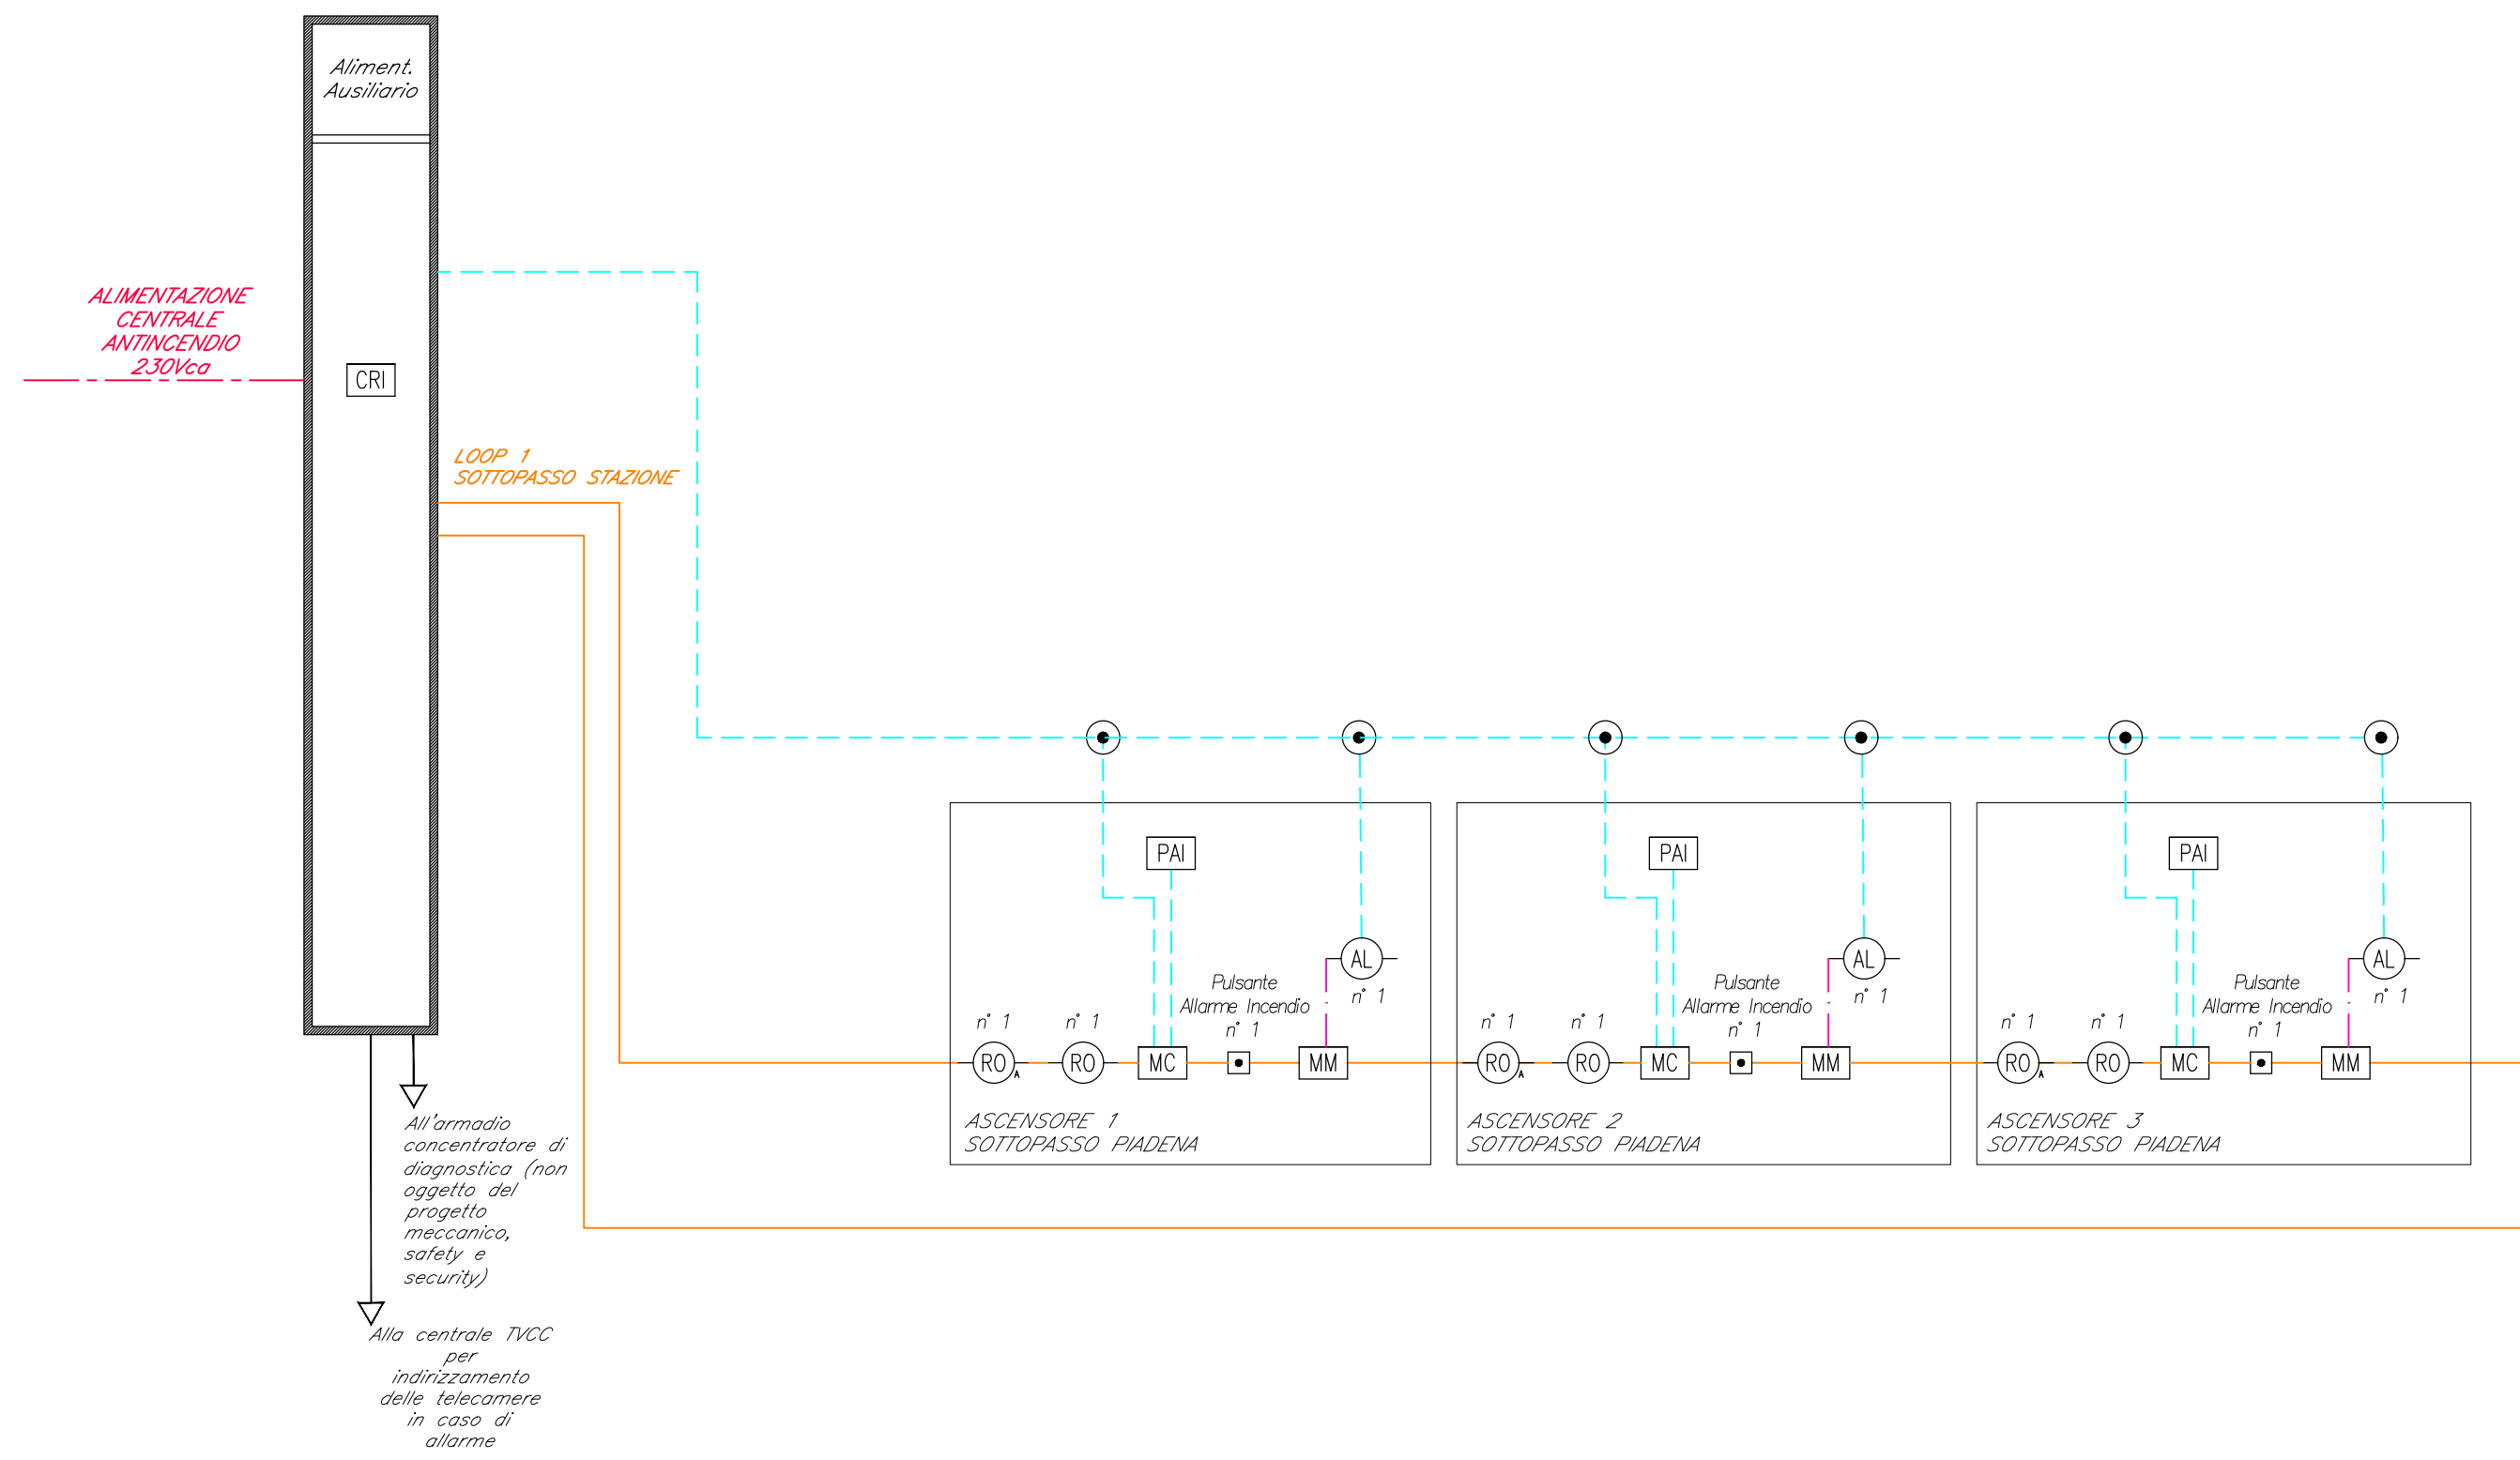 Aliment.
Ausiliario
ALIMENTAZIONE
CENTRALE
ANTINCENDIO
230Vca
CRI
LOOP 1
SOTTOPASSO STAZIONE
All'armadio
concentratore di
diagnostica (non
oggetto del
progetto
meccanico,
safety e
security)
Alla centrale TVCC
per
indirizzamento
delle telecamere
in caso di
allarme
PAI
AL
n° 1
Pulsante
Allarme Incendio
n° 1
n° 1
n° 1
RO
A
RO
MC
MM
ASCENSORE 1
SOTTOPASSO PIADENA
PAI
AL
n° 1
Pulsante
Allarme Incendio
n° 1
n° 1
n° 1
RO
A
RO
MC
MM
ASCENSORE 2
SOTTOPASSO PIADENA
PAI
AL
n° 1
Pulsante
Allarme Incendio
n° 1
n° 1
n° 1
RO
A
RO
MC
MM
ASCENSORE 3
SOTTOPASSO PIADENA